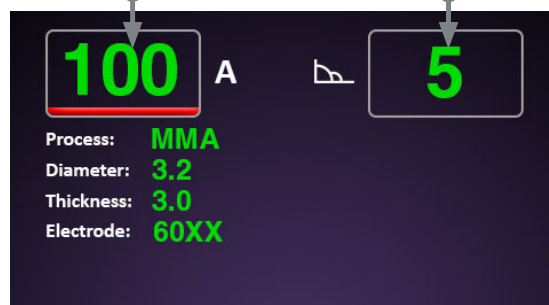 100 A 5
Process: MMA
Diameter: 3.2
Thickness: 3.0
Electrode: 60XX